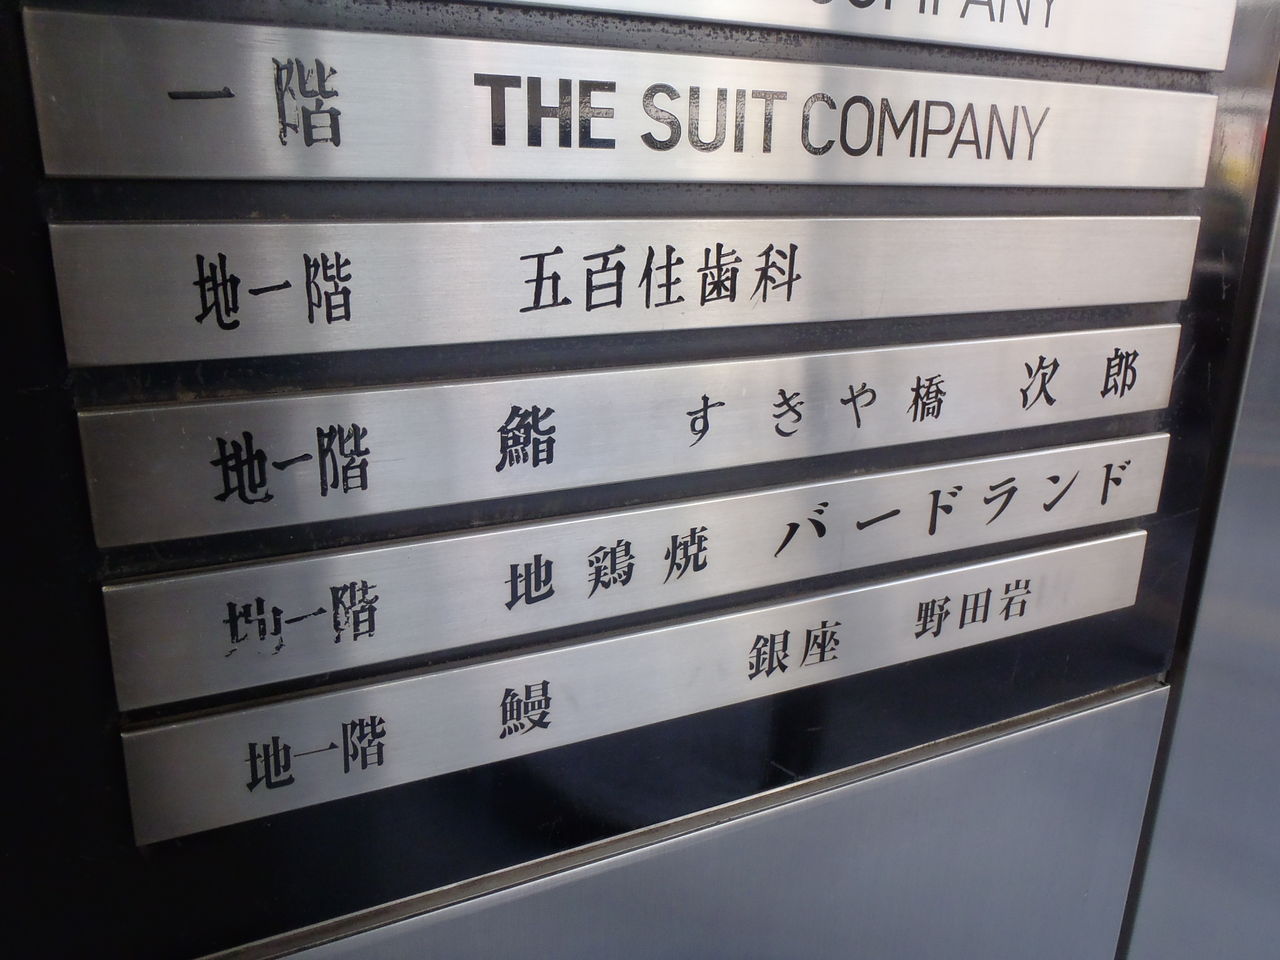 COMPANY
一階 THE SUIT COMPANY
地一階 五百住歯科
地一階 鮨 すきや橋 次郎
地一階 地鶏焼 バードランド
地一階 鰻 銀座 野田岩